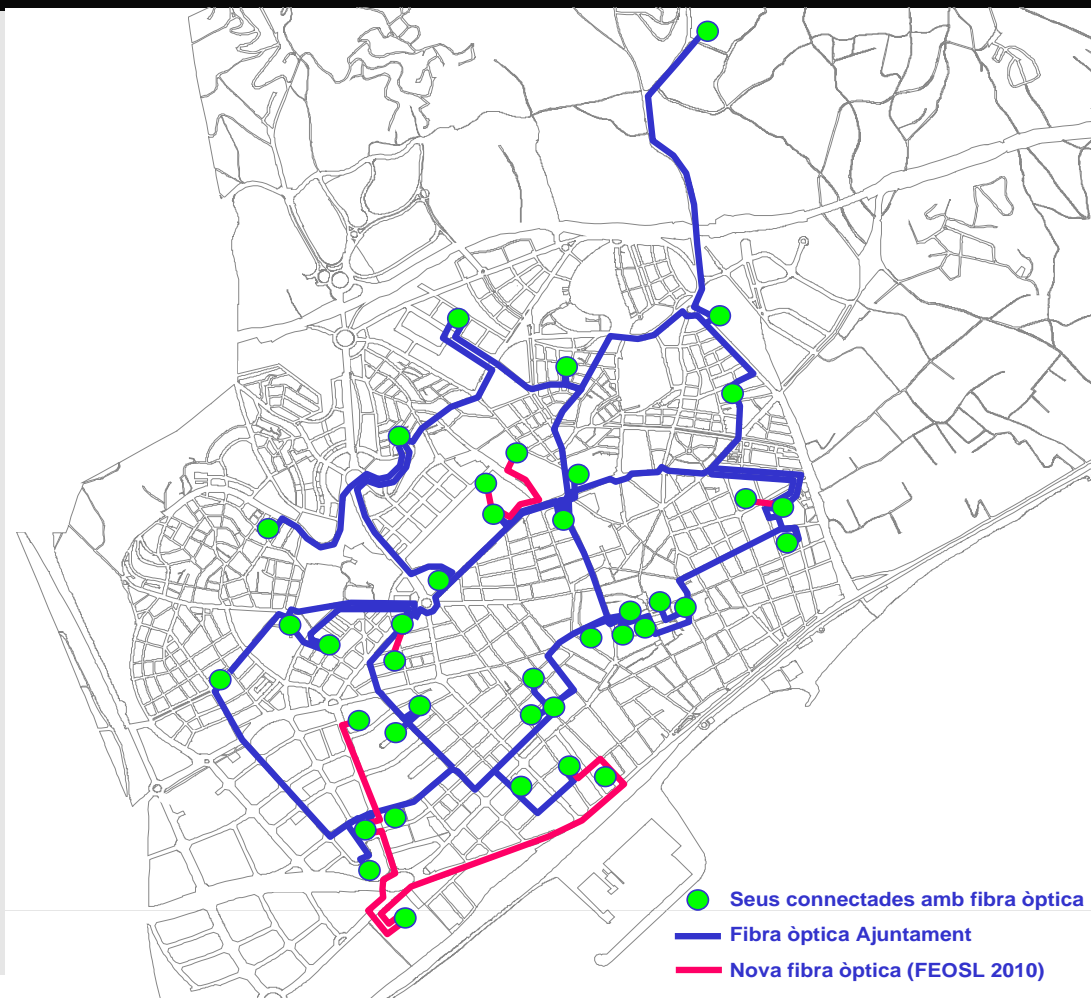 Seus connectades amb fibra òptica
Fibra òptica Ajuntament
Nova fibra òptica (FEOSL 2010)